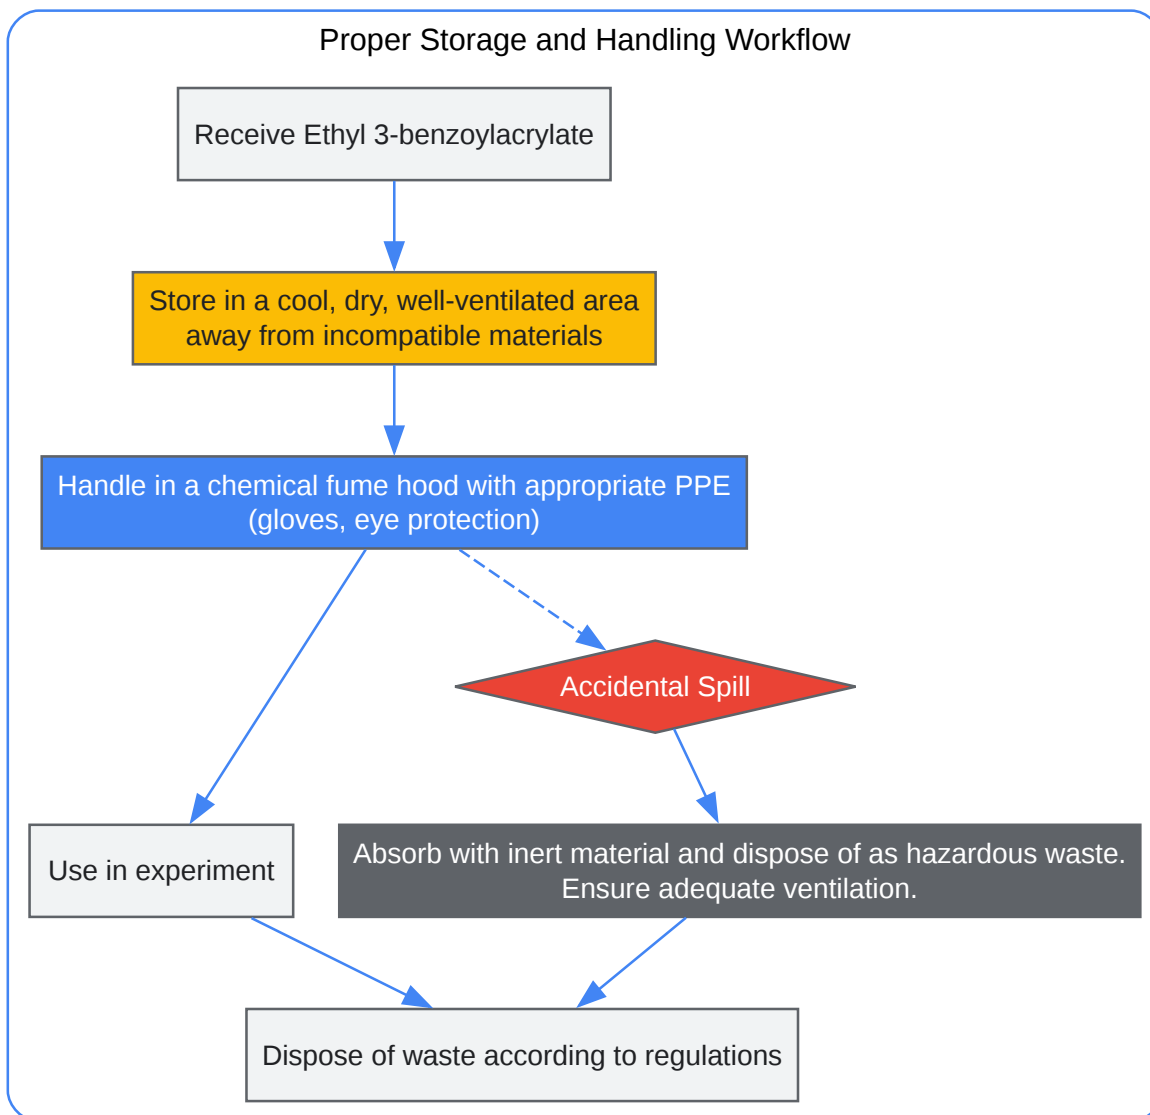 Proper Storage and Handling Workflow
Receive Ethyl 3-benzoylacrylate
Store in a cool, dry, well-ventilated area
away from incompatible materials
Handle in a chemical fume hood with appropriate PPE
(gloves, eye protection)
Accidental Spill
Use in experiment
Absorb with inert material and dispose of as hazardous waste.
Ensure adequate ventilation.
Dispose of waste according to regulations